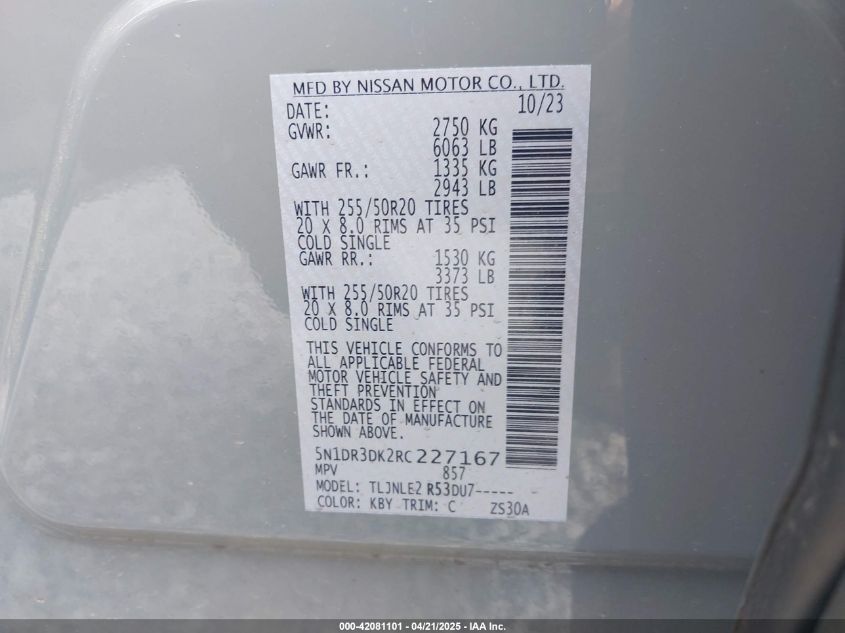 MFD BY NISSAN MOTOR CO., LTD.
DATE: 10/23
GVWR: 2750 KG
6063 LB
GAWR FR.: 1335 KG
2943 LB
WITH 255/50R20 TIRES
20 X 8.0 RIMS AT 35 PSI
COLD SINGLE
GAWR RR.: 1530 KG
3373 LB
WITH 255/50R20 TIRES
20 X 8.0 RIMS AT 35 PSI
COLD SINGLE
THIS VEHICLE CONFORMS TO
ALL APPLICABLE FEDERAL
MOTOR VEHICLE SAFETY AND
THEFT PREVENTION
STANDARDS IN EFFECT ON
THE DATE OF MANUFACTURE
SHOWN ABOVE.
5N1DR3DK2RC227167
MPV 857
MODEL: TLJNLE2 R53DU7-----
COLOR: KBY TRIM: C ZS30A
000-42081101 - 04/21/2025 - IAA Inc.